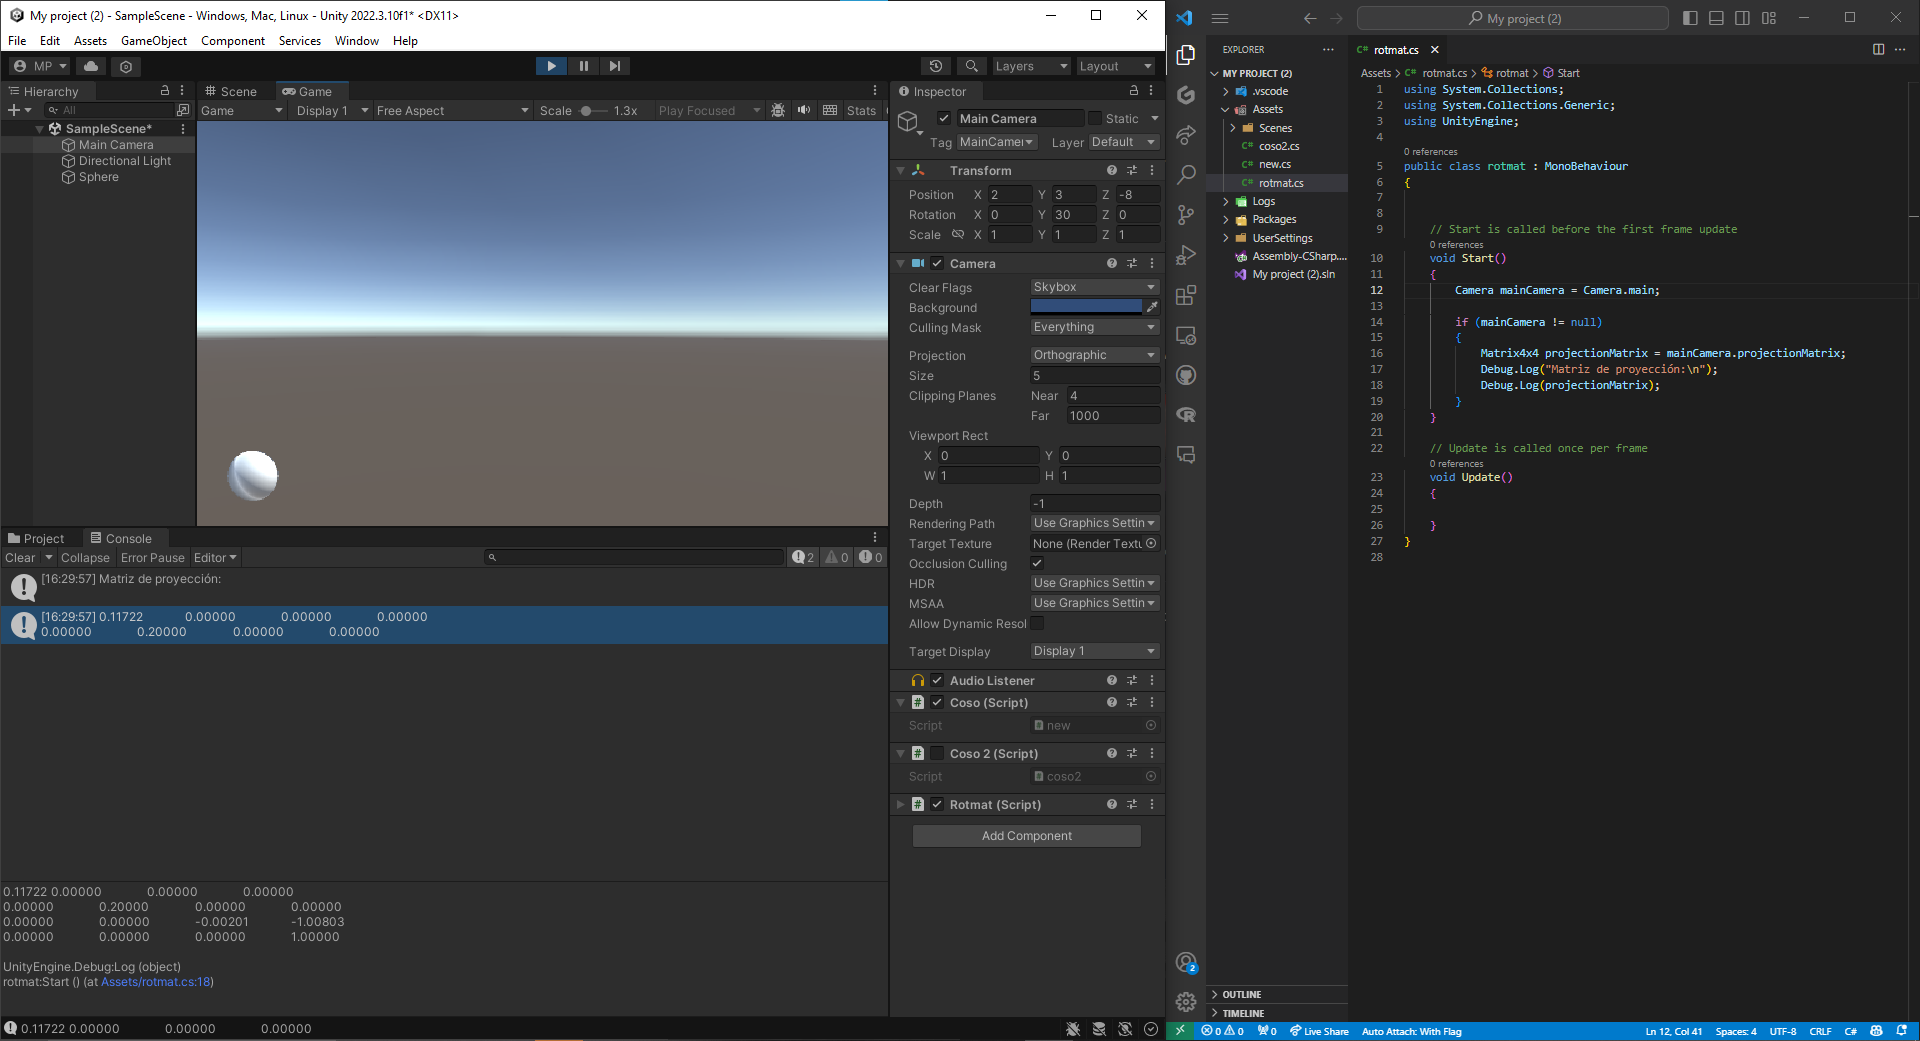 My project (2) - SampleScene - Windows, Mac, Linux - Unity 2022.3.10f1* <DX11>
File Edit Assets GameObject Component Services Window Help
MP
Layers Layout
Hierarchy
All
SampleScene*
Main Camera
Directional Light
Sphere
Scene Game
Game Display 1 Free Aspect Scale 1.3x Play Focused Stats
Project Console
Clear Collapse Error Pause Editor 2 0 0
[16:29:57] Matriz de proyección:
[16:29:57] 0.11722 0.00000 0.00000 0.00000
0.00000 0.20000 0.00000 0.00000
0.11722 0.00000 0.00000 0.00000
0.00000 0.20000 0.00000 0.00000
0.00000 0.00000 -0.00201 -1.00803
0.00000 0.00000 0.00000 1.00000
UnityEngine.Debug:Log (object)
rotmat:Start () (at Assets/rotmat.cs:18)
0.11722 0.00000 0.00000 0.00000
Inspector
Main Camera Static
Tag MainCamer Layer Default
Transform
Position X 2 Y 3 Z -8
Rotation X 0 Y 30 Z 0
Scale X 1 Y 1 Z 1
Camera
Clear Flags Skybox
Background
Culling Mask Everything
Projection Orthographic
Size 5
Clipping Planes Near 4
Far 1000
Viewport Rect
X 0 Y 0
W 1 H 1
Depth -1
Rendering Path Use Graphics Settin
Target Texture None (Render Textu
Occlusion Culling
HDR Use Graphics Settin
MSAA Use Graphics Settin
Allow Dynamic Resol
Target Display Display 1
Audio Listener
Coso (Script)
Script new
Coso 2 (Script)
Script coso2
Rotmat (Script)
Add Component
My project (2)
EXPLORER
MY PROJECT (2)
.vscode
Assets
Scenes
C# coso2.cs
C# new.cs
C# rotmat.cs
Logs
Packages
UserSettings
Assembly-CSharp....
My project (2).sln
OUTLINE
TIMELINE
2
C# rotmat.cs
Assets > C# rotmat.cs > rotmat > Start
1 using System.Collections;
2 using System.Collections.Generic;
3 using UnityEngine;
4
0 references
5 public class rotmat : MonoBehaviour
6 {
7
8
9 // Start is called before the first frame update
0 references
10 void Start()
11 {
12 Camera mainCamera = Camera.main;
13
14 if (mainCamera != null)
15 {
16 Matrix4x4 projectionMatrix = mainCamera.projectionMatrix;
17 Debug.Log("Matriz de proyección:\n");
18 Debug.Log(projectionMatrix);
19 }
20 }
21
22 // Update is called once per frame
0 references
23 void Update()
24 {
25
26 }
27 }
28
0 0 0 Live Share Auto Attach: With Flag Ln 12, Col 41 Spaces: 4 UTF-8 CRLF C#